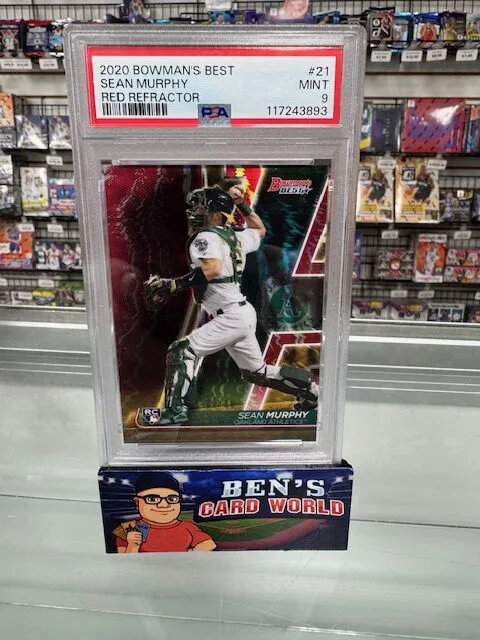 2020 BOWMAN'S BEST #21
SEAN MURPHY MINT
RED REFRACTOR PSA 9
117243893
BOWMAN'S
BEST
RC
SEAN MURPHY
OAKLAND ATHLETICS™
BEN'S
CARD WORLD